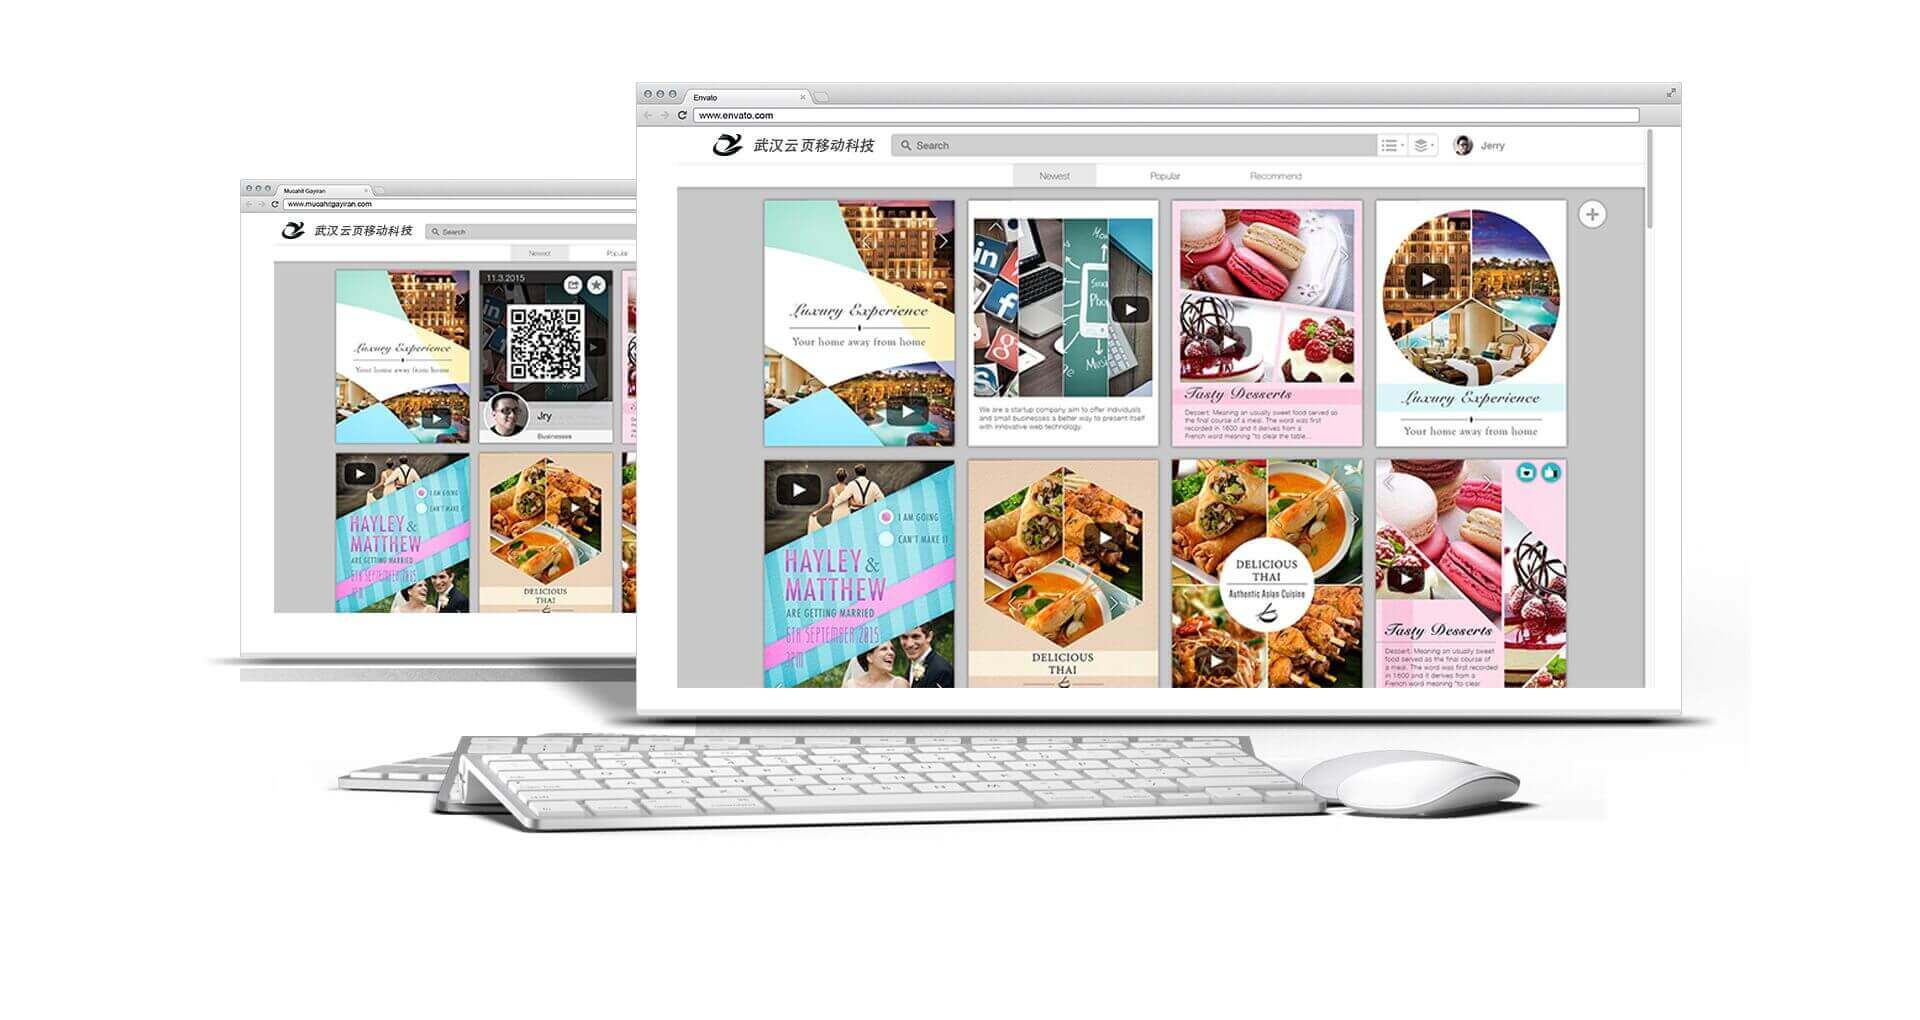 Envato
www.envato.com
武汉云页移动科技
Search
Jerry
Newest
Popular
Recommend
Luxury Experience
Your home away from home
We are a startup company aim to offer individuals
and small businesses a better way to present itself
with innovative web technology.
Tasty Desserts
Dessert: Meaning an usually sweet food served as
the final course of a meal. The word was first
recorded in 1600 and it derives from a
French word meaning "to clear the table...
Luxury Experience
Your home away from home
I AM GOING
CAN'T MAKE IT
HAYLEY &
MATTHEW
ARE GETTING MARRIED
6TH SEPTEMBER 2015
3PM
DELICIOUS
THAI
DELICIOUS
THAI
Authentic Asian Cuisine
Tasty Desserts
Dessert: Meaning an usually sweet
food served as the final course of
a meal. The word was first recorded
in 1600 and it derives from a
French word meaning "to clear
Mucahit Gayiran
www.mucahitgayiran.com
武汉云页移动科技
Search
Newest
Popular
Luxury Experience
Your home away from home
11.3.2015
Jry
Businesses
I AM GOING
CAN'T MAKE IT
HAYLEY &
MATTHEW
ARE GETTING MARRIED
6TH SEPTEMBER 2015
DELICIOUS
THAI